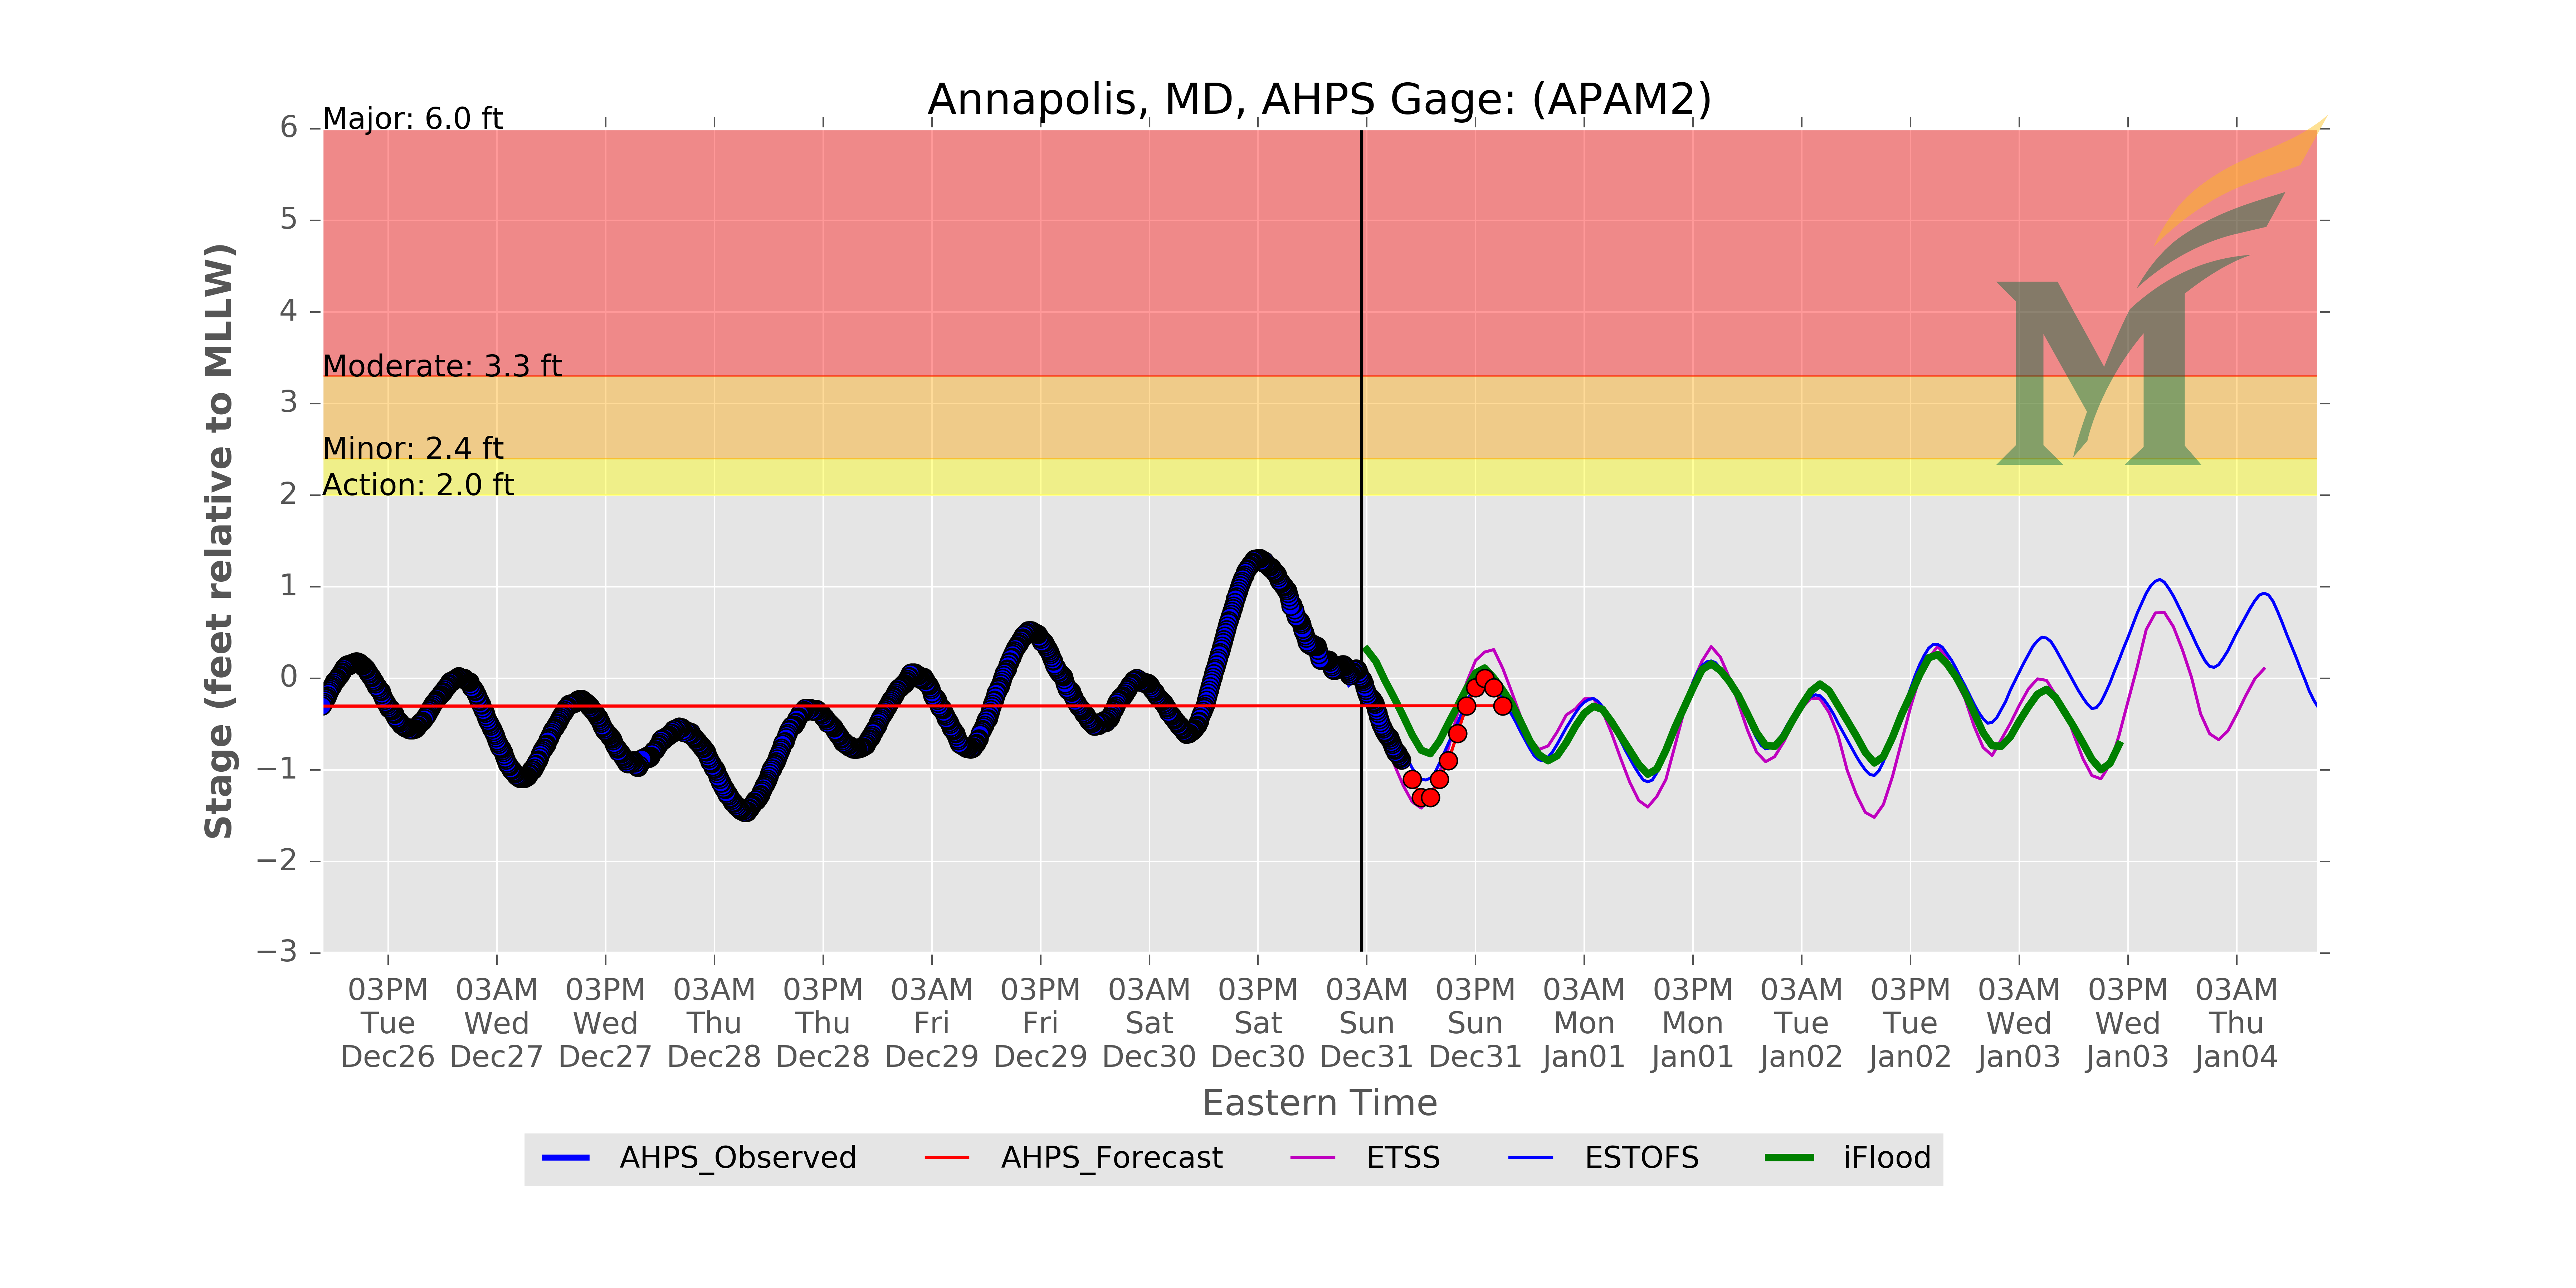 Annapolis, MD, AHPS Gage: (APAM2)
Major: 6.0 ft
Moderate: 3.3 ft
Minor: 2.4 ft
Action: 2.0 ft
6
5
4
3
2
1
0
−1
−2
−3
Stage (feet relative to MLLW)
03PM 03AM 03PM 03AM 03PM 03AM 03PM 03AM 03PM 03AM 03PM 03AM 03PM 03AM 03PM 03AM 03PM 03AM
Tue Wed Wed Thu Thu Fri Fri Sat Sat Sun Sun Mon Mon Tue Tue Wed Wed Thu
Dec26 Dec27 Dec27 Dec28 Dec28 Dec29 Dec29 Dec30 Dec30 Dec31 Dec31 Jan01 Jan01 Jan02 Jan02 Jan03 Jan03 Jan04
Eastern Time
AHPS_Observed AHPS_Forecast ETSS ESTOFS iFlood
M